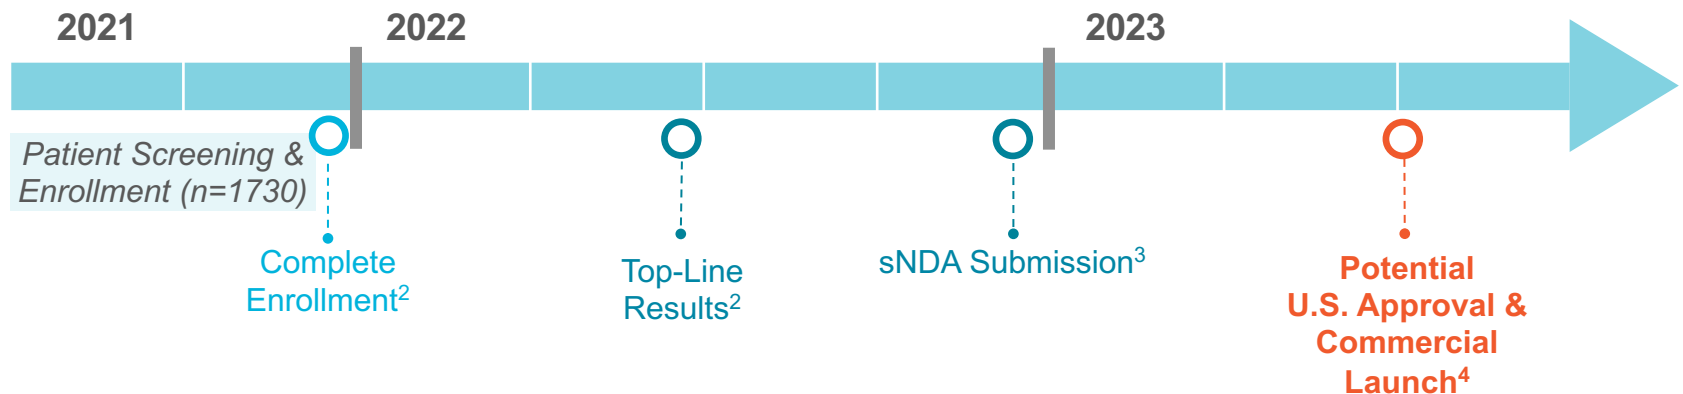 2021
2022
2023
Patient Screening &
Enrollment (n=1730)
Complete
Enrollment²
Top-Line
Results²
sNDA Submission³
Potential
U.S. Approval &
Commercial
Launch⁴